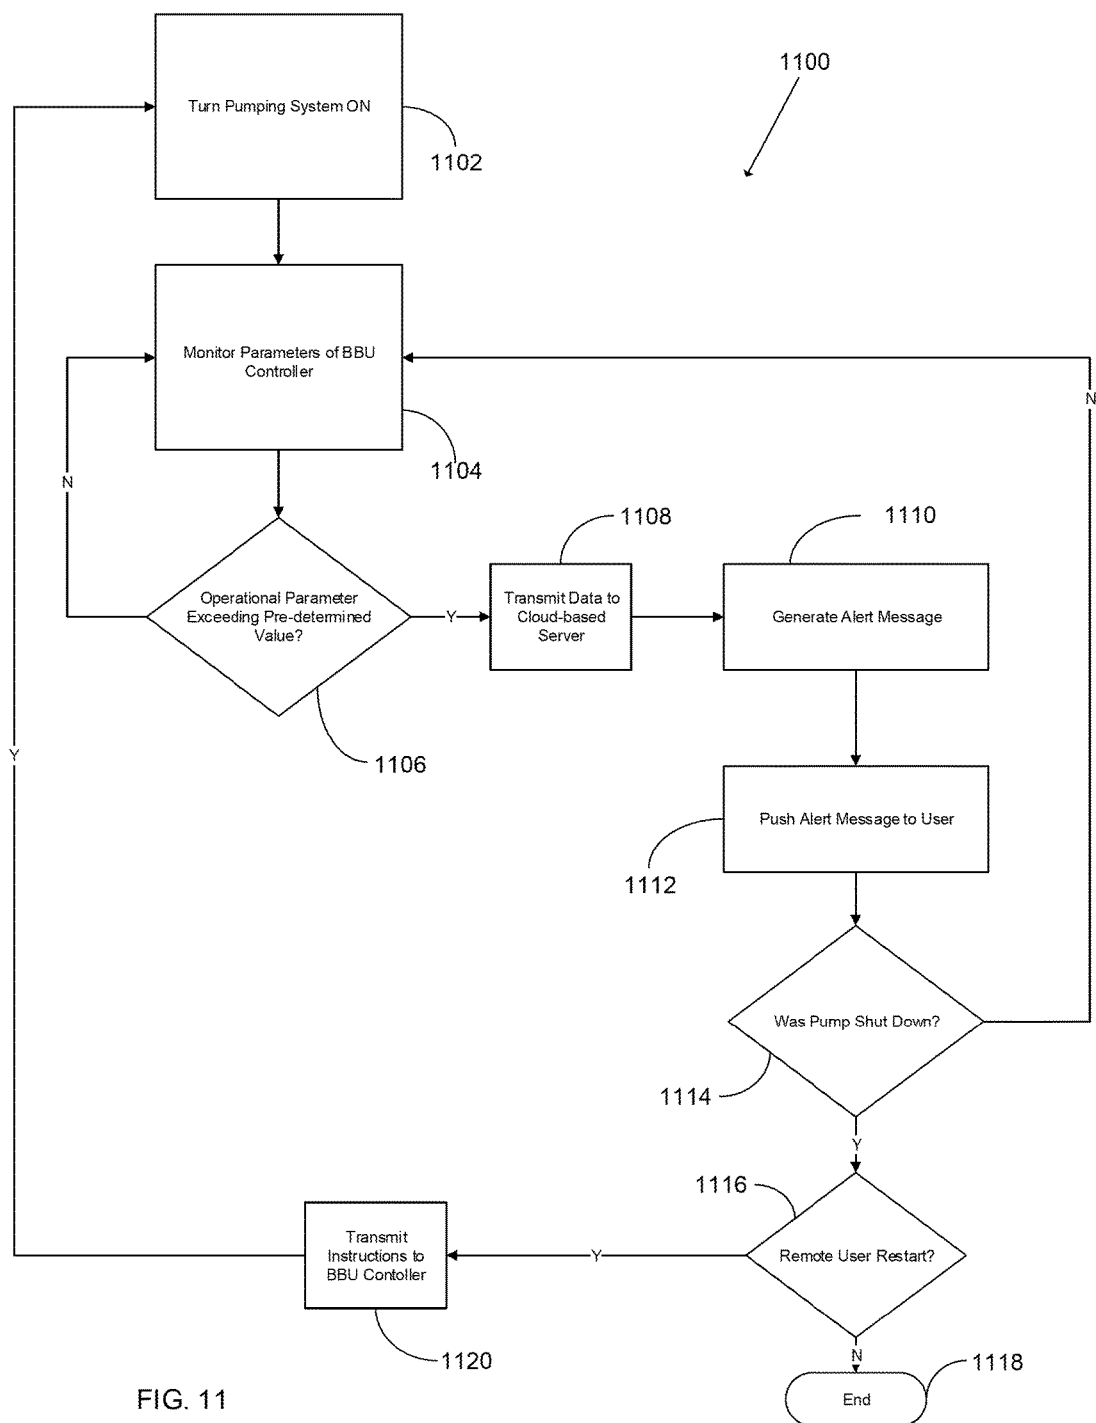 1100
Turn Pumping System ON
1102
Monitor Parameters of BBU
Controller
1104
N
N
Operational Parameter
Exceeding Pre-determined
Value?
1106
Y
1108
Transmit Data to
Cloud-based
Server
1110
Generate Alert Message
Push Alert Message to User
1112
Was Pump Shut Down?
1114
Y
Y
1116
Remote User Restart?
Y
Transmit
Instructions to
BBU Contoller
1120
N
1118
End
FIG. 11